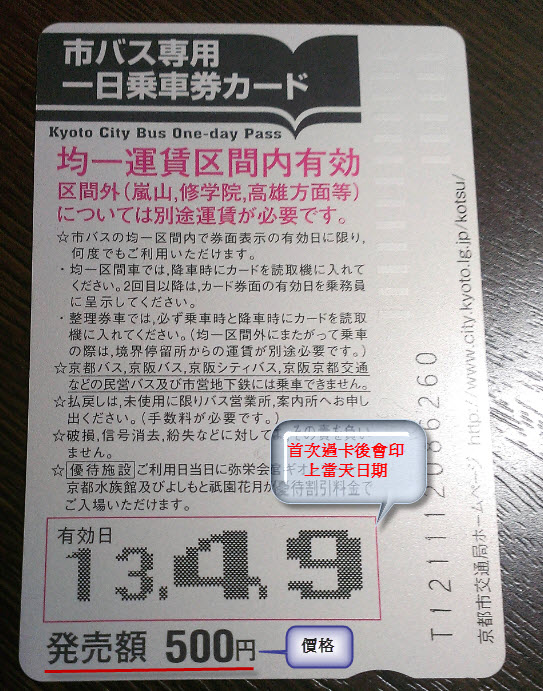 市バス専用
一日乗車券カード
Kyoto City Bus One-day Pass
均一運賃区間内有効
区間外(嵐山,修学院,高雄方面等)
については別途運賃が必要です。
☆市バスの均一区間内で券面表示の有効日に限り,
何度でもご利用いただけます。
・均一区間車では,降車時にカードを読取機に入れて
ください。2回目以降は,カード券面の有効日を乗務員
に呈示してください。
・整理券車では,必ず乗車時と降車時にカードを読取
機に入れてください。(均一区間外にまたがって乗車
の際は,境界停留所からの運賃が別途必要です。)
☆京都バス,京阪バス,京阪シティバス,京阪京都交通
などの民営バス及び市営地下鉄には乗車できません。
☆払戻しは,未使用に限りバス営業所,案内所へお申し
出ください。(手数料が必要です。)
☆破損,信号消失,紛失などに対して,その責を負い
ません。
☆優待施設 ご利用日当日に弥栄会館ギオ
京都水族館及びよしもと祇園花月が優待割引料金で
ご入場いただけます。
首次過卡後會印
上當天日期
有効日
13.4.9
発売額 500円
價格
京都市交通局ホームページ http://www.city.kyoto.lg.jp/kotsu/